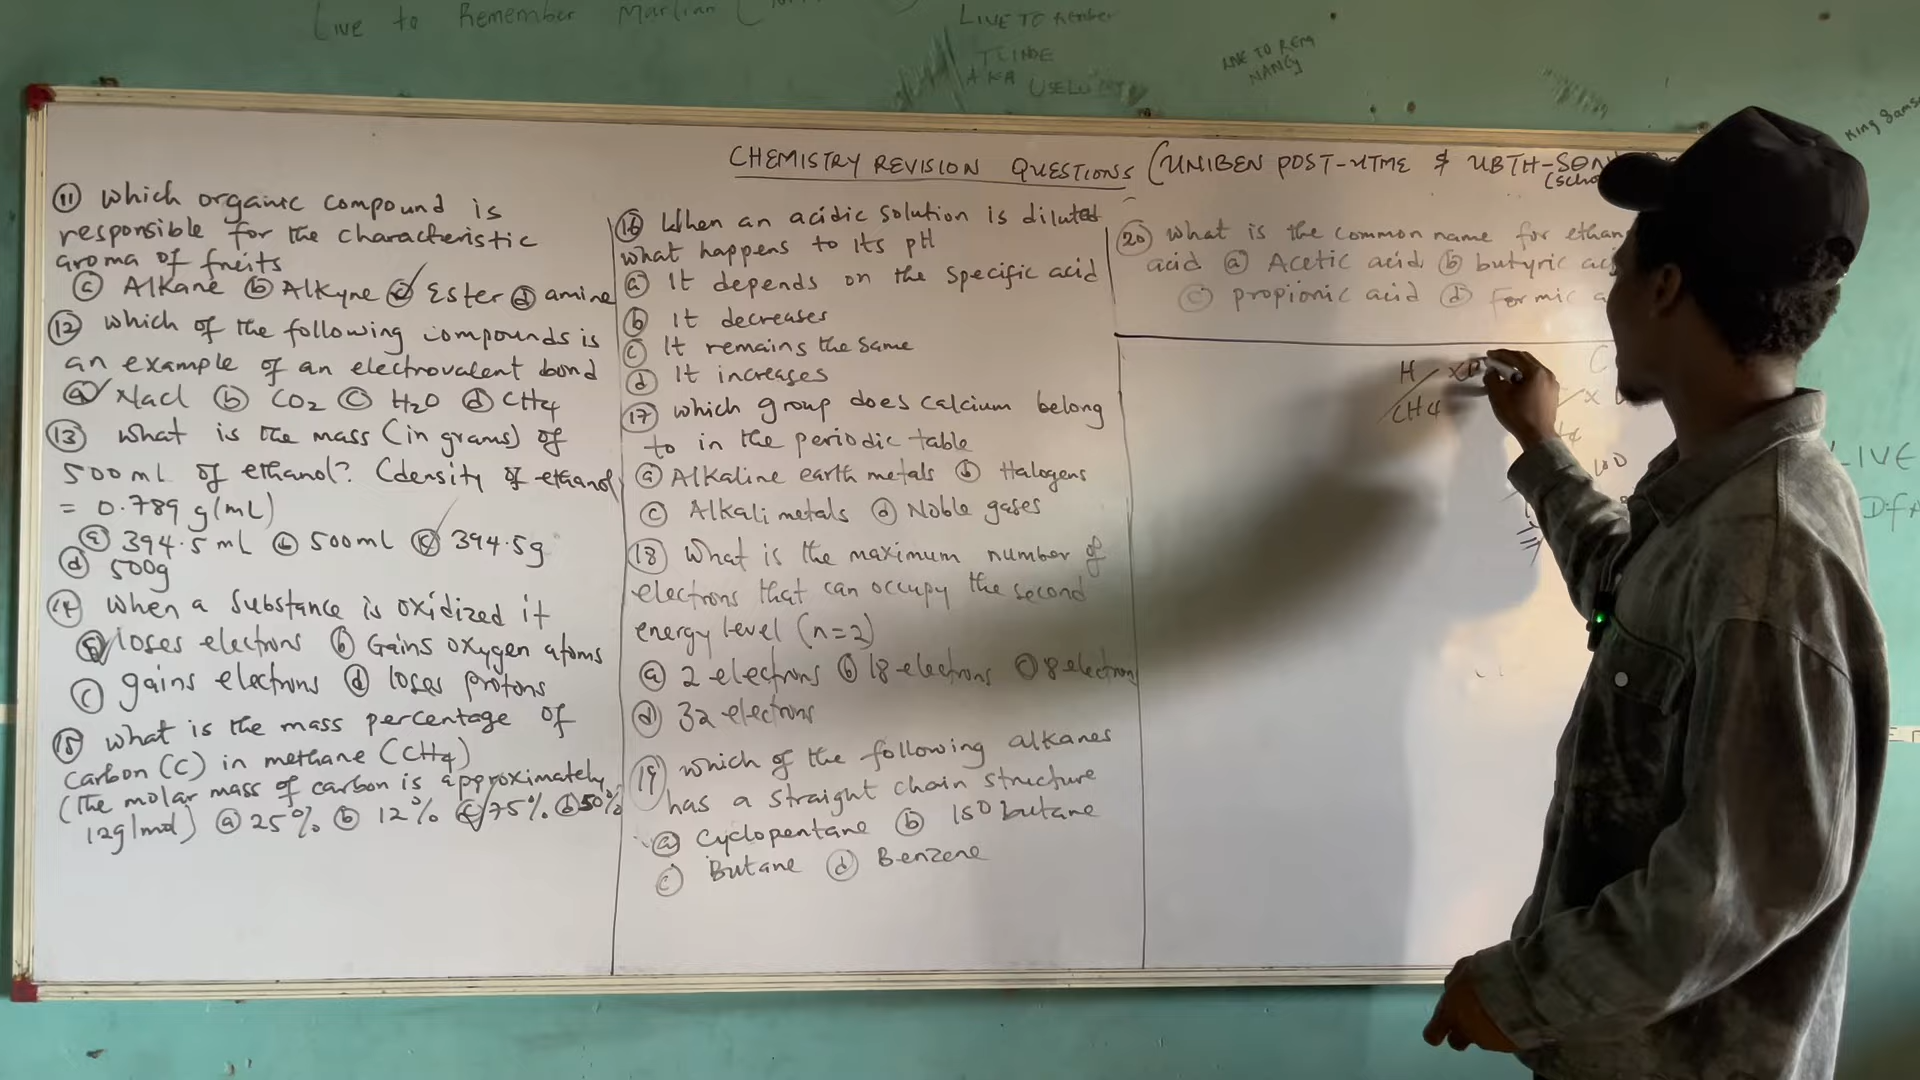 Live to Remember Martian
LIVE TO Remember
TEINDE
AKA USELU
LIVE TO REM
NANCY
King Samso
CHEMISTRY REVISION QUESTIONS (UNIBEN POST-UTME & UBTH-SON
(Scho
⑪ Which organic compound is
responsible for the characteristic
aroma of fruits
ⓒ Alkane ⓑ Alkyne ⓒ Ester ⓓ amine
⑫ Which of the following compounds is
an example of an electrovalent bond
ⓐ Nacl ⓑ CO2 ⓒ H2O ⓓ CH4
⑬ What is the mass (in grams) of
500mL of ethanol? (density of ethanol
= 0.789 g/mL)
ⓐ 394.5 mL ⓑ 500mL ⓒ 394.5g
ⓓ 500g
⑭ When a substance is oxidized it
ⓐ loses electrons ⓑ Gains oxygen atoms
ⓒ gains electrons ⓓ loses protons
⑮ What is the mass percentage of
Carbon (C) in methane (CH4)
(The molar mass of carbon is approximately
12g/mol) ⓐ 25% ⓑ 12% ⓒ 75% ⓓ 50%
⑯ When an acidic solution is diluted
what happens to its pH
ⓐ It depends on the specific acid
ⓑ It decreases
ⓒ It remains the same
ⓓ It increases
⑰ Which group does calcium belong
to in the periodic table
ⓐ Alkaline earth metals ⓑ Halogens
ⓒ Alkali metals ⓓ Noble gases
⑱ What is the maximum number of
electrons that can occupy the second
energy level (n=2)
ⓐ 2 electrons ⓑ 18 electrons ⓒ 8 electrons
ⓓ 32 electrons
⑲ which of the following alkanes
has a straight chain structure
ⓐ Cyclopentane ⓑ ISO butane
ⓒ Butane ⓓ Benzene
⑳ What is the common name for ethan
acid ⓐ Acetic acid ⓑ butyric ac
ⓒ propionic acid ⓓ Formic a
H
CH4
100
LIVE